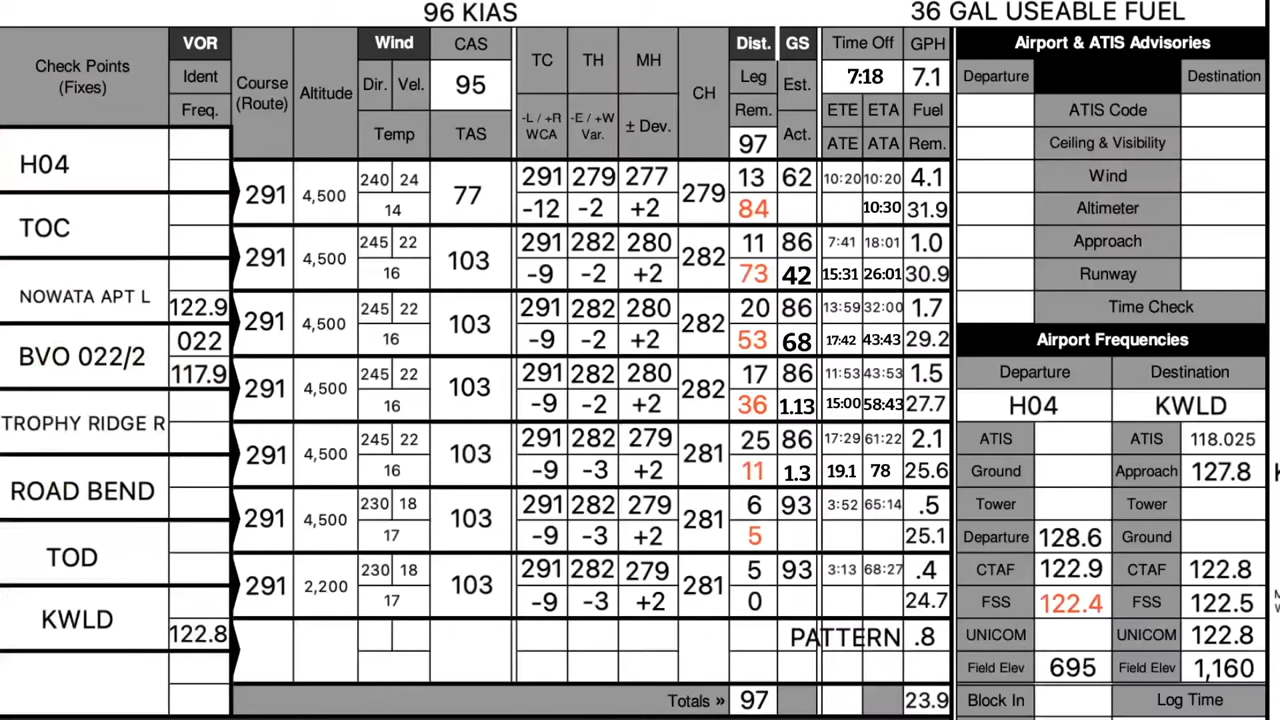 96 KIAS
36 GAL USEABLE FUEL
Check Points
(Fixes)
VOR
Ident
Freq.
Course
(Route)
Altitude
Wind
Dir. Vel.
Temp
CAS
95
TAS
TC TH MH
-L / +R
WCA
-E / +W
Var.
± Dev.
CH
Dist.
Leg
Rem.
97
GS
Est.
Act.
Time Off GPH
7:18 7.1
ETE ETA Fuel
ATE ATA Rem.
H04
291 4,500 240 24 77 291 279 277 279 13 62 10:20 10:20 4.1
14 -12 -2 +2 84 10:30 31.9
TOC
291 4,500 245 22 103 291 282 280 282 11 86 7:41 18:01 1.0
16 -9 -2 +2 73 42 15:31 26:01 30.9
NOWATA APT L
122.9
291 4,500 245 22 103 291 282 280 282 20 86 13:59 32:00 1.7
16 -9 -2 +2 53 68 17:42 43:43 29.2
BVO 022/2
022
117.9
291 4,500 245 22 103 291 282 280 282 17 86 11:53 43:53 1.5
16 -9 -2 +2 36 1.13 15:00 58:43 27.7
TROPHY RIDGE R
291 4,500 245 22 103 291 282 279 281 25 86 17:29 61:22 2.1
16 -9 -3 +2 11 1.3 19.1 78 25.6
ROAD BEND
291 4,500 230 18 103 291 282 279 281 6 93 3:52 65:14 .5
17 -9 -3 +2 5 25.1
TOD
291 2,200 230 18 103 291 282 279 281 5 93 3:13 68:27 .4
17 -9 -3 +2 0 24.7
KWLD
122.8
PATTERN .8
Totals » 97 23.9
Airport & ATIS Advisories
Departure Destination
ATIS Code
Ceiling & Visibility
Wind
Altimeter
Approach
Runway
Time Check
Airport Frequencies
Departure Destination
H04 KWLD
ATIS ATIS 118.025
Ground Approach 127.8
Tower Tower
Departure 128.6 Ground
CTAF 122.9 CTAF 122.8
FSS 122.4 FSS 122.5
UNICOM UNICOM 122.8
Field Elev 695 Field Elev 1,160
Block In Log Time